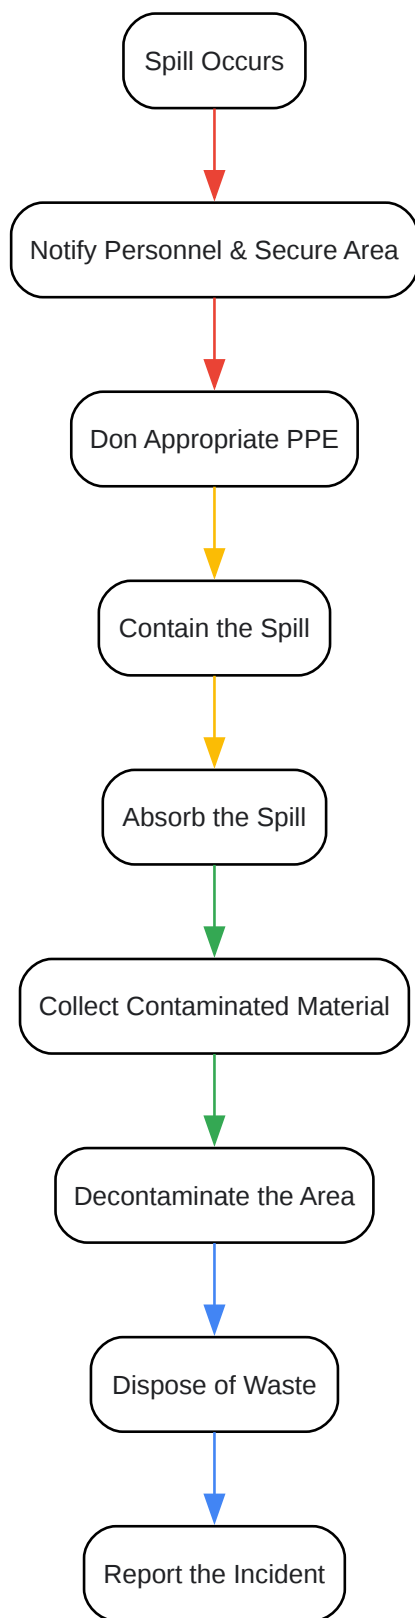 Spill Occurs
Notify Personnel & Secure Area
Don Appropriate PPE
Contain the Spill
Absorb the Spill
Collect Contaminated Material
Decontaminate the Area
Dispose of Waste
Report the Incident